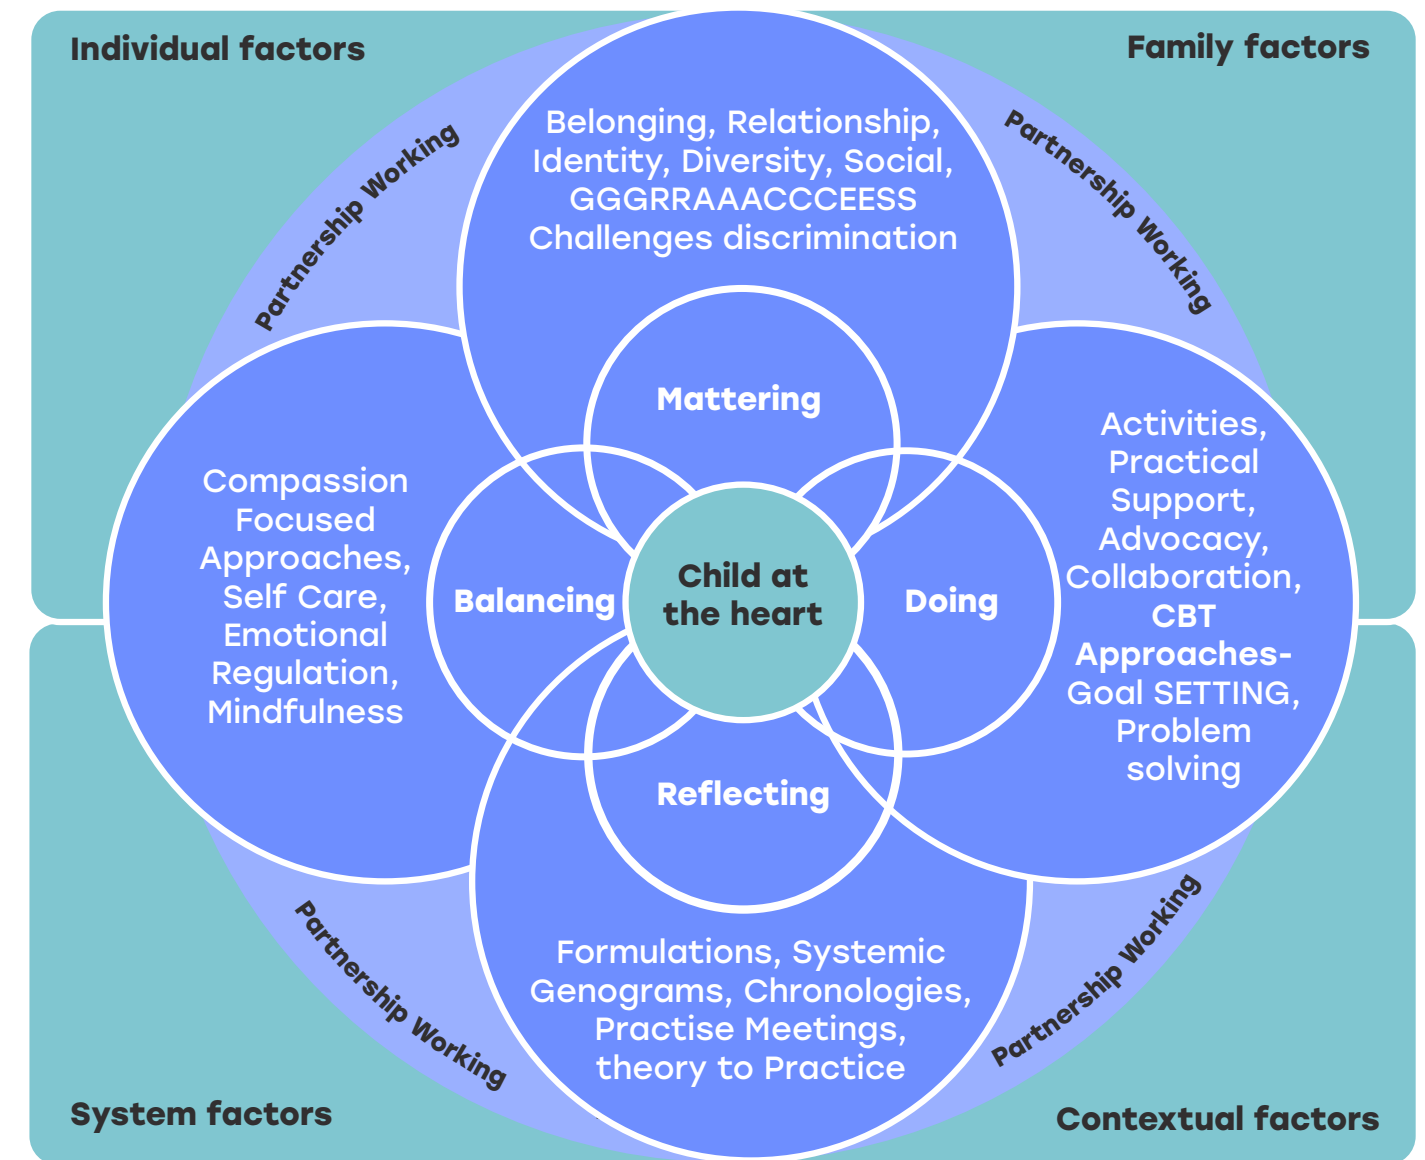 Individual factors
Family factors
Partnership Working
Partnership Working
Belonging, Relationship,
Identity, Diversity, Social,
GGGRRAAACCCEESS
Challenges discrimination
Mattering
Compassion
Focused
Approaches,
Self Care,
Emotional
Regulation,
Mindfulness
Balancing
Child at
the heart
Doing
Activities,
Practical
Support,
Advocacy,
Collaboration,
CBT
Approaches-
Goal SETTING,
Problem
solving
Reflecting
Formulations, Systemic
Genograms, Chronologies,
Practise Meetings,
theory to Practice
Partnership Working
Partnership Working
System factors
Contextual factors